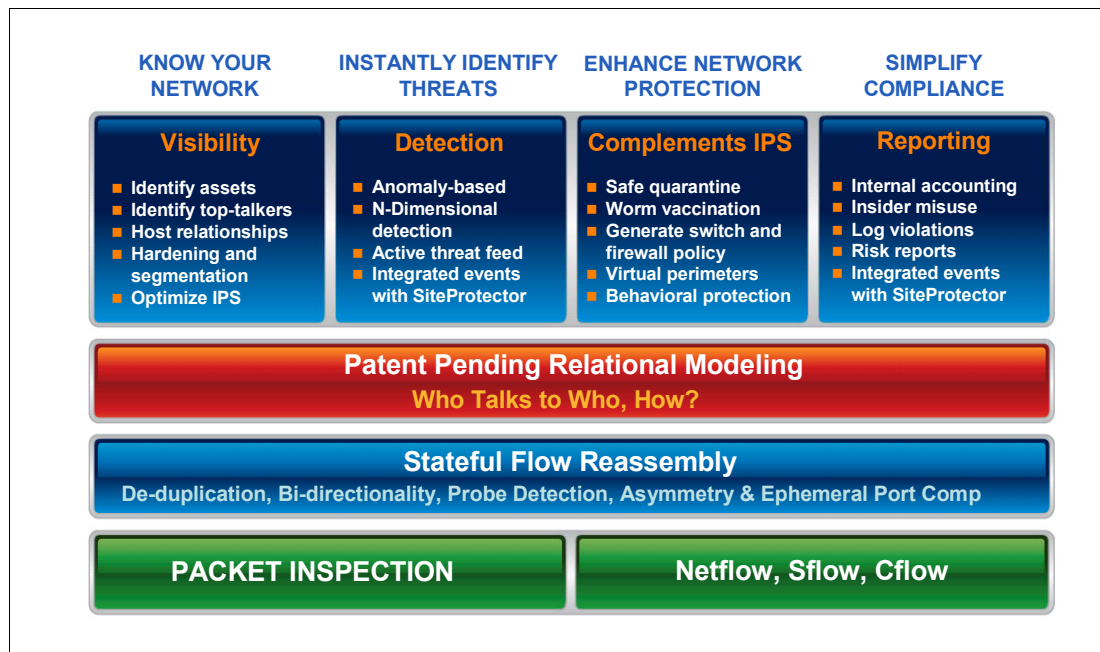 KNOW YOUR
NETWORK
INSTANTLY IDENTIFY
THREATS
ENHANCE NETWORK
PROTECTION
SIMPLIFY
COMPLIANCE
Visibility
Identify assets
Identify top-talkers
Host relationships
Hardening and
segmentation
Optimize IPS
Detection
Anomaly-based
N-Dimensional
detection
Active threat feed
Integrated events
with SiteProtector
Complements IPS
Safe quarantine
Worm vaccination
Generate switch and
firewall policy
Virtual perimeters
Behavioral protection
Reporting
Internal accounting
Insider misuse
Log violations
Risk reports
Integrated events
with SiteProtector
Patent Pending Relational Modeling
Who Talks to Who, How?
Stateful Flow Reassembly
De-duplication, Bi-directionality, Probe Detection, Asymmetry & Ephemeral Port Comp
PACKET INSPECTION
Netflow, Sflow, Cflow